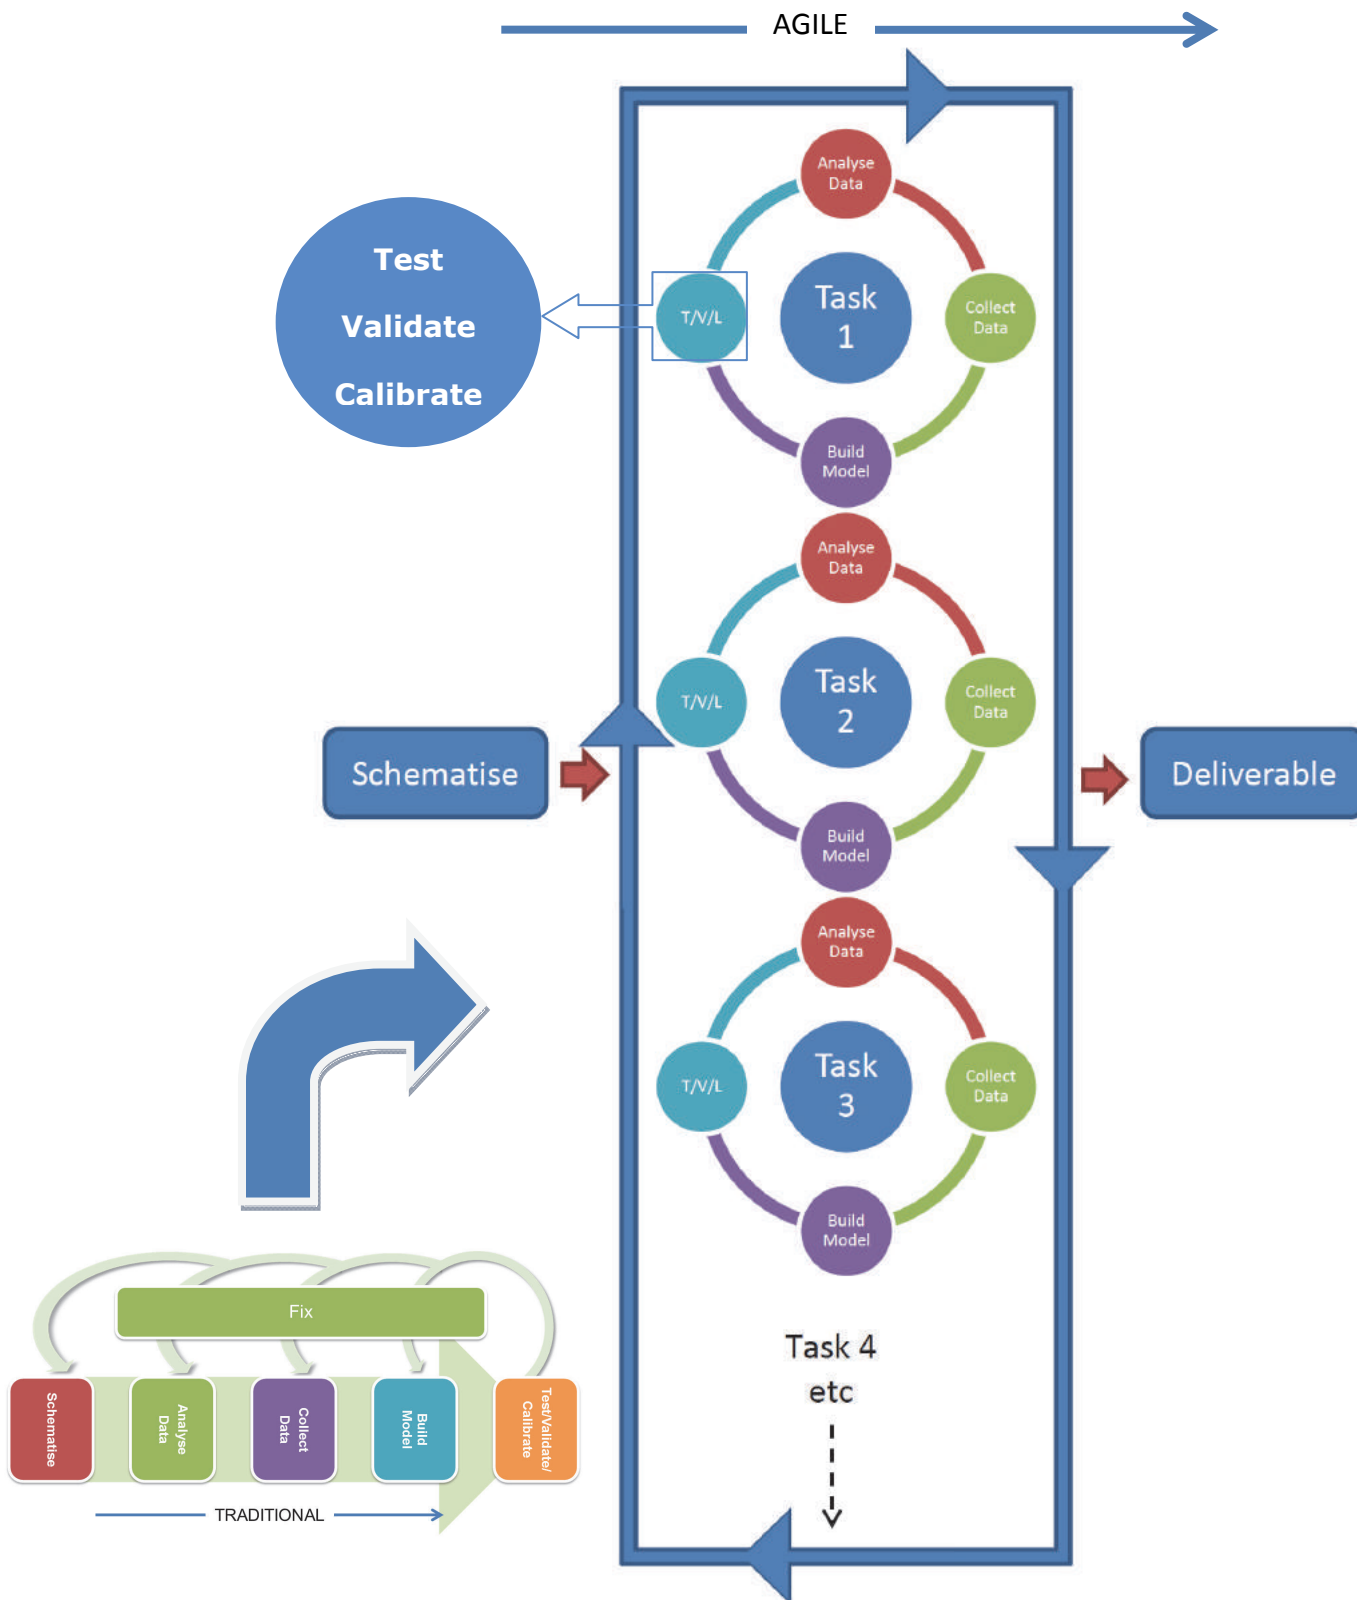 AGILE
Test
Validate
Calibrate
Analyse
Data
T/V/L
Task
1
Collect
Data
Build
Model
Analyse
Data
T/V/L
Task
2
Collect
Data
Build
Model
Schematise
Deliverable
Analyse
Data
T/V/L
Task
3
Collect
Data
Build
Model
Task 4
etc
Fix
Schematise
Analyse
Data
Collect
Data
Build
Model
Test/Validate/
Calibrate
TRADITIONAL